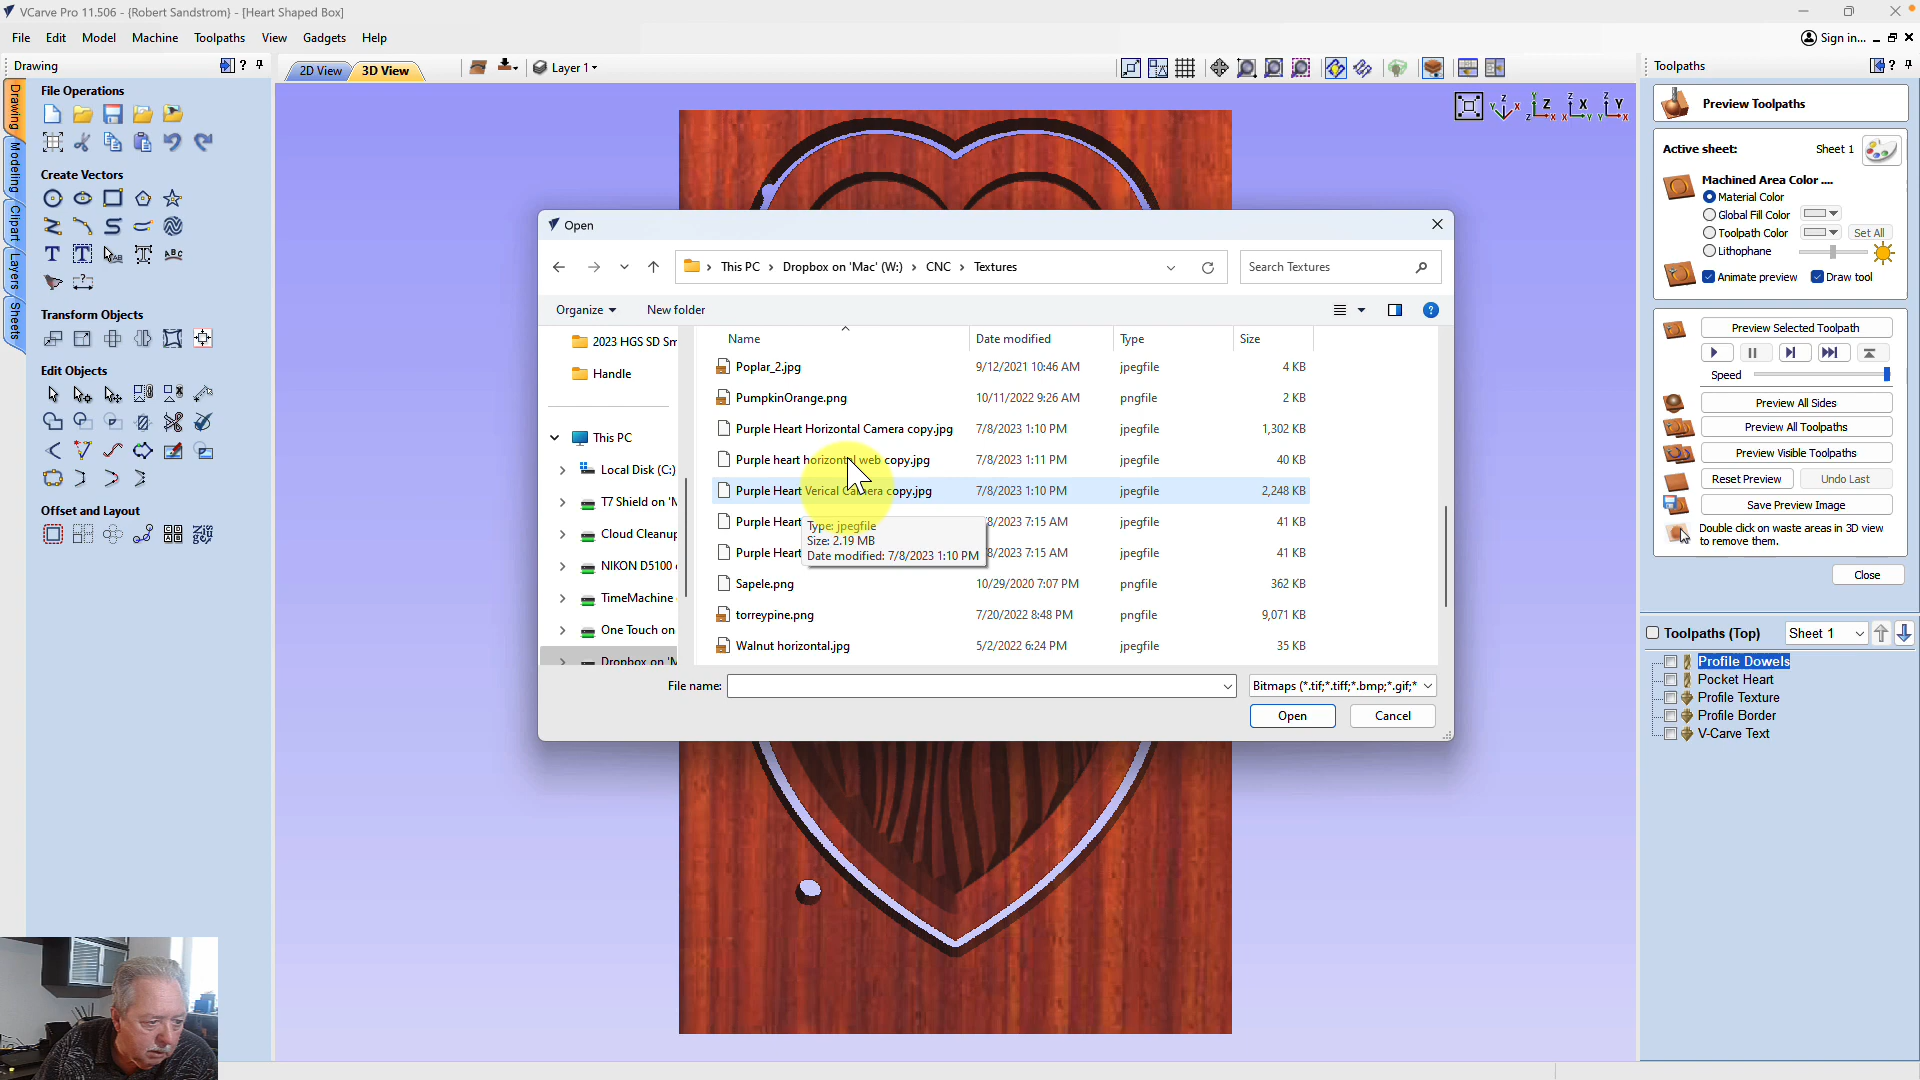 VCarve Pro 11.506 - {Robert Sandstrom} - [Heart Shaped Box]
File Edit Model Machine Toolpaths View Gadgets Help
Sign in...
Drawing
2D View
3D View
Layer 1
Toolpaths
Drawing
Modeling
Clipart
Layers
Sheets
File Operations
Create Vectors
Transform Objects
Edit Objects
Offset and Layout
Open
This PC > Dropbox on 'Mac' (W:) > CNC > Textures
Search Textures
Organize
New folder
2023 HGS SD Sm
Handle
This PC
Local Disk (C:)
T7 Shield on 'M
Cloud Cleanup
NIKON D5100
TimeMachine
One Touch on
Dropbox on 'M
Name Date modified Type Size
Poplar_2.jpg 9/12/2021 10:46 AM jpegfile 4 KB
PumpkinOrange.png 10/11/2022 9:26 AM pngfile 2 KB
Purple Heart Horizontal Camera copy.jpg 7/8/2023 1:10 PM jpegfile 1,302 KB
Purple heart horizontal web copy.jpg 7/8/2023 1:11 PM jpegfile 40 KB
Purple Heart Verical Camera copy.jpg 7/8/2023 1:10 PM jpegfile 2,248 KB
Purple Heart 8/2023 7:15 AM jpegfile 41 KB
Purple Heart 8/2023 7:15 AM jpegfile 41 KB
Type: jpegfile
Size: 2.19 MB
Date modified: 7/8/2023 1:10 PM
Sapele.png 10/29/2020 7:07 PM pngfile 362 KB
torreypine.png 7/20/2022 8:48 PM pngfile 9,071 KB
Walnut horizontal.jpg 5/2/2022 6:24 PM jpegfile 35 KB
File name:
Bitmaps (*.tif;*.tiff;*.bmp;*.gif;*
Open
Cancel
Preview Toolpaths
Active sheet: Sheet 1
Machined Area Color ....
Material Color
Global Fill Color
Toolpath Color
Set All
Lithophane
Animate preview
Draw tool
Preview Selected Toolpath
Speed
Preview All Sides
Preview All Toolpaths
Preview Visible Toolpaths
Reset Preview
Undo Last
Save Preview Image
Double click on waste areas in 3D view
to remove them.
Close
Toolpaths (Top)
Sheet 1
Profile Dowels
Pocket Heart
Profile Texture
Profile Border
V-Carve Text